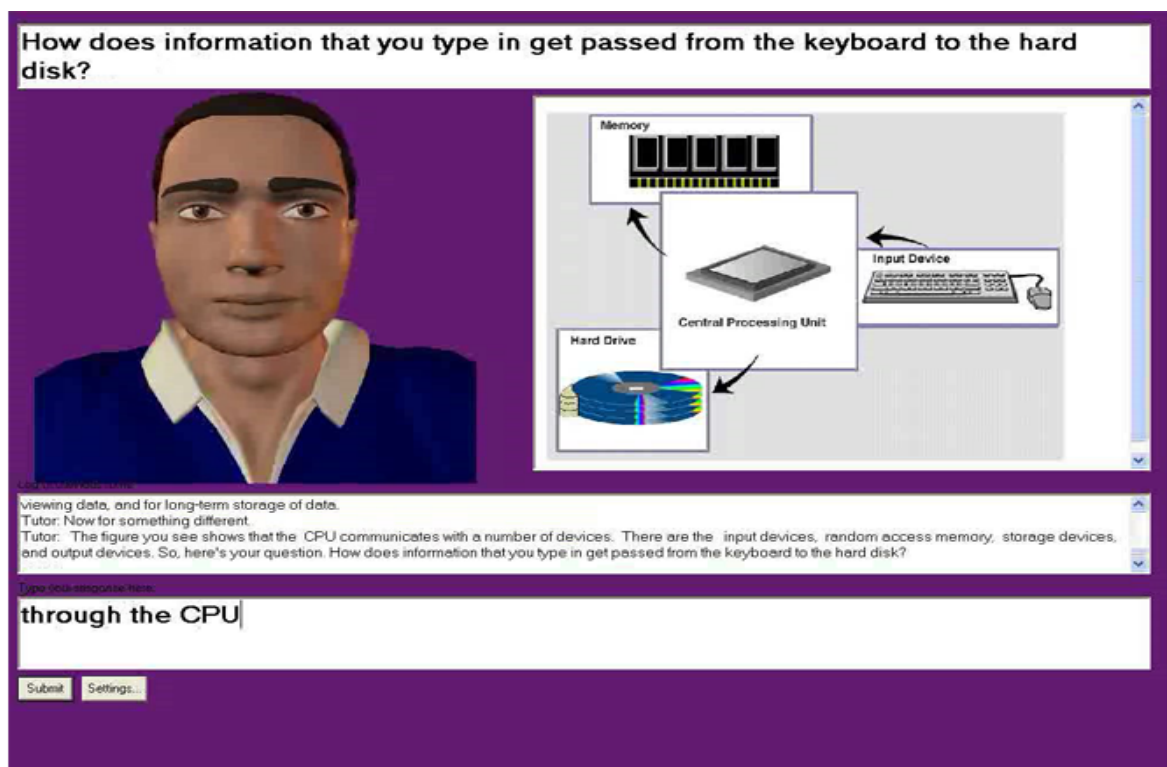 How does information that you type in get passed from the keyboard to the hard
disk?
Memory
Input Device
Central Processing Unit
Hard Drive
viewing data, and for long-term storage of data.
Tutor: Now for something different.
Tutor: The figure you see shows that the CPU communicates with a number of devices. There are the input devices, random access memory, storage devices,
and output devices. So, here's your question. How does information that you type in get passed from the keyboard to the hard disk?
Type your response here:
through the CPU
Submit
Settings...